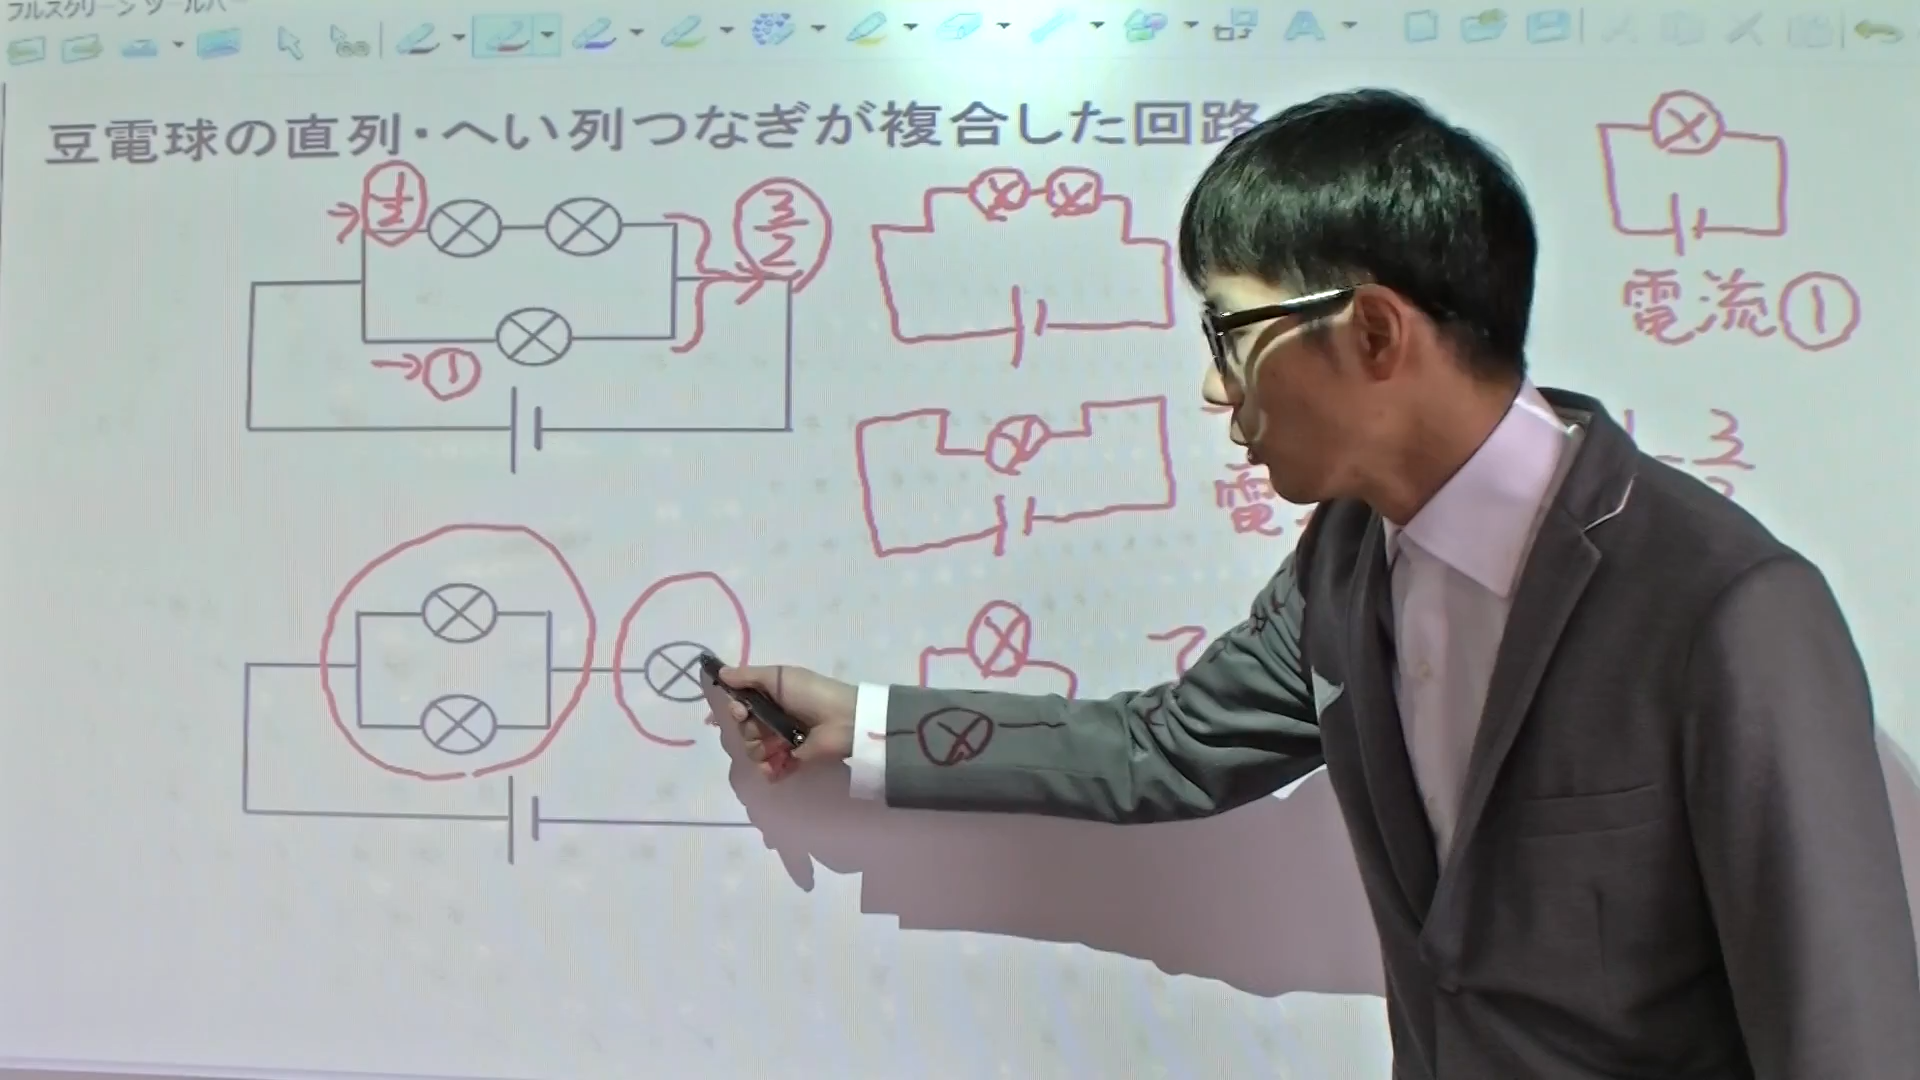 フルスクリーン ツールバー
豆電球の直列・へい列つなぎが複合した回路
1/2
3/2
①
電流①
電
3